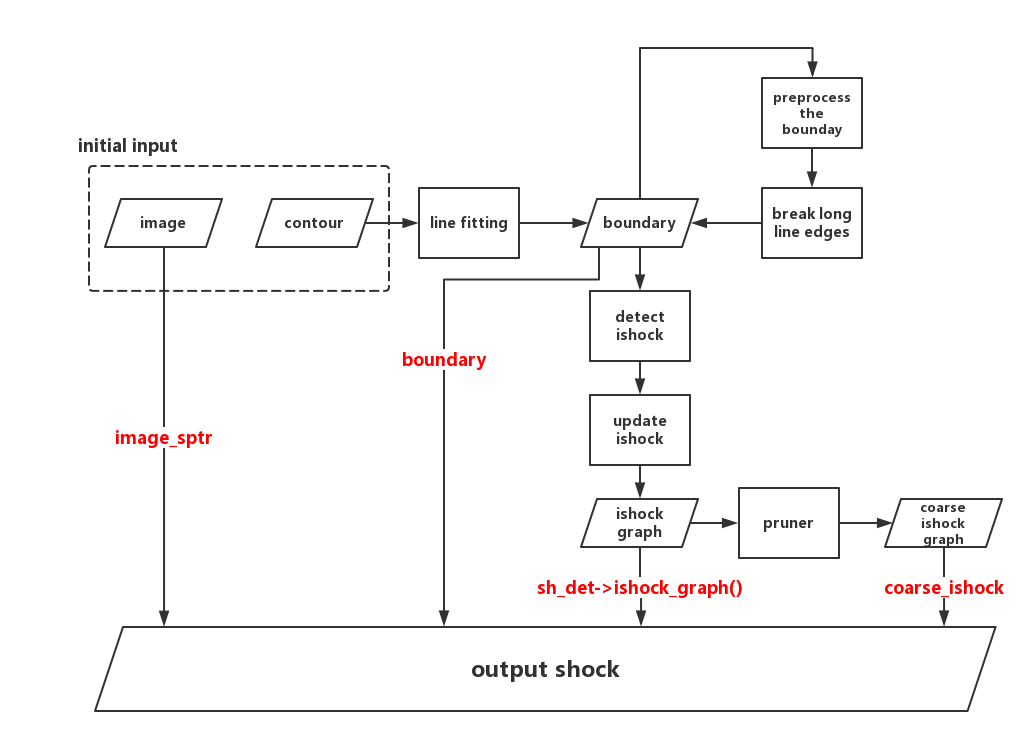 preprocess
the
bounday
initial input
image
contour
line fitting
boundary
break long
line edges
detect
ishock
boundary
update
ishock
image_sptr
ishock
graph
pruner
coarse
ishock
graph
sh_det->ishock_graph()
coarse_ishock
output shock